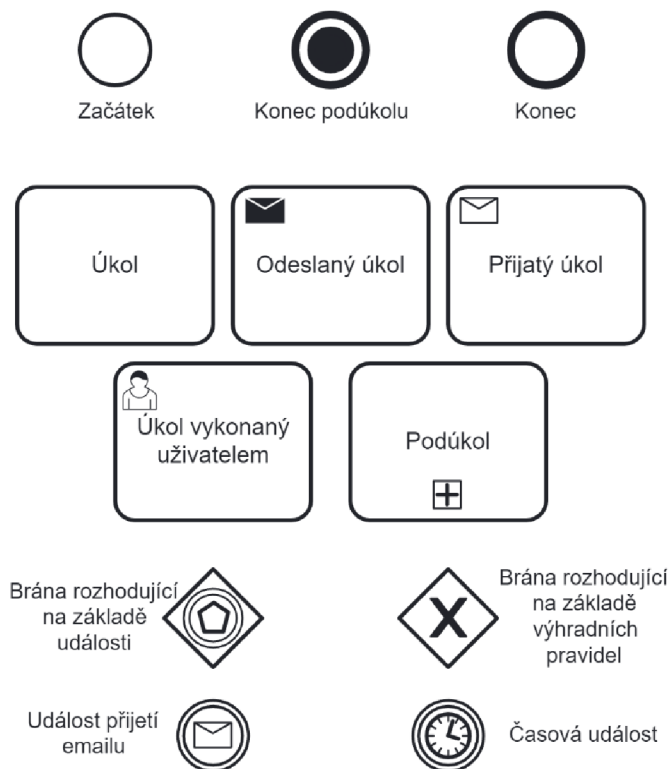 Začátek
Konec podúkolu
Konec
Úkol
Odeslaný úkol
Přijatý úkol
Úkol vykonaný
uživatelem
Podúkol
Brána rozhodující
na základě
události
X
Brána rozhodující
na základě
výhradních
pravidel
Událost přijetí
emailu
Časová událost